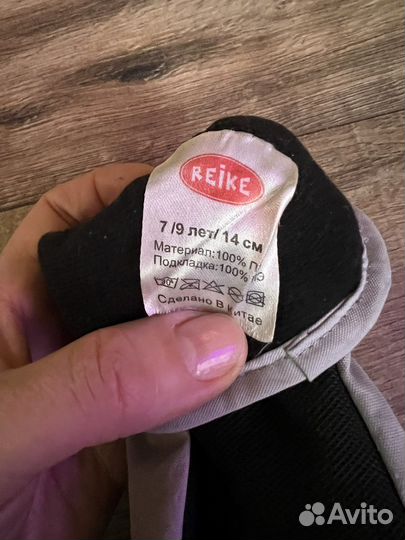 REIKE
7 /9 лет/ 14 см
Материал:100%
Подкладка:100%
Сделано В Китае
Avito